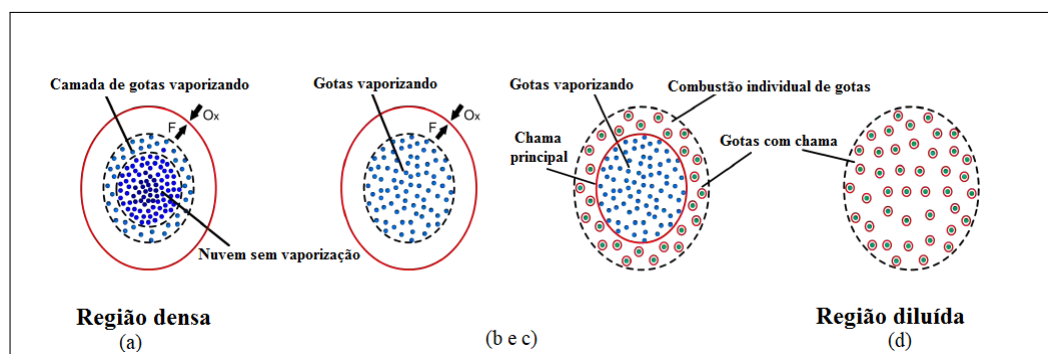 Camada de gotas vaporizando
F
Ox
Nuvem sem vaporização
Região densa
(a)
Gotas vaporizando
F
Ox
(b e c)
Gotas vaporizando
Combustão individual de gotas
Chama
principal
Gotas com chama
Região diluída
(d)